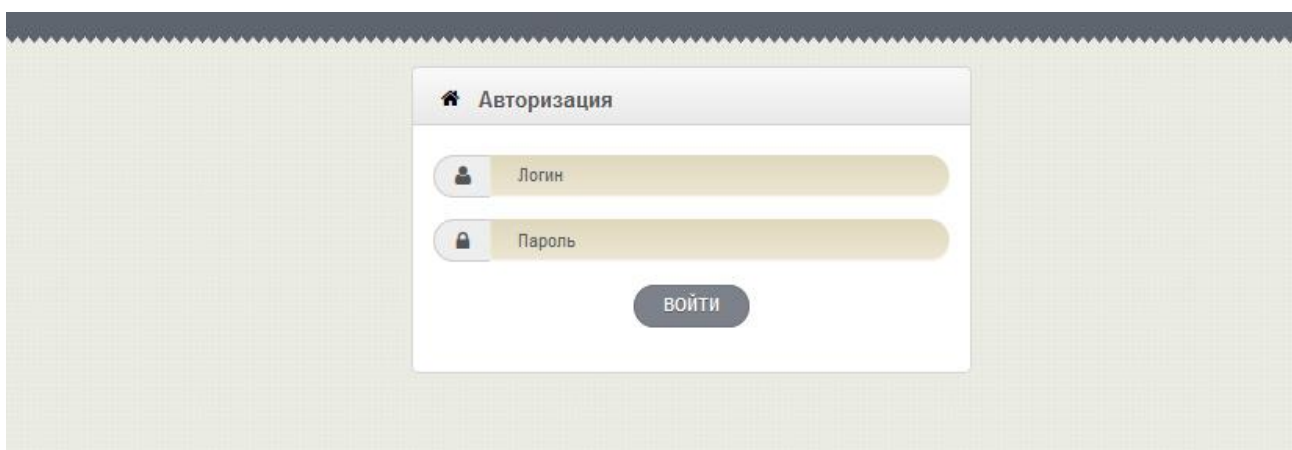 Авторизация
Логин
Пароль
ВОЙТИ